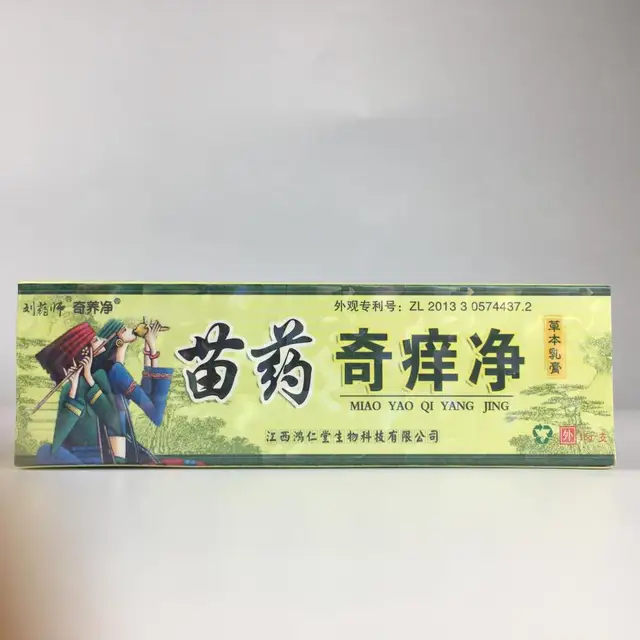 刘药师® 奇养净®
外观专利号：ZL 2013 3 0574437.2
苗药 奇痒净
MIAO YAO QI YANG JING
草本乳膏
江西鸿仁堂生物科技有限公司
外
支